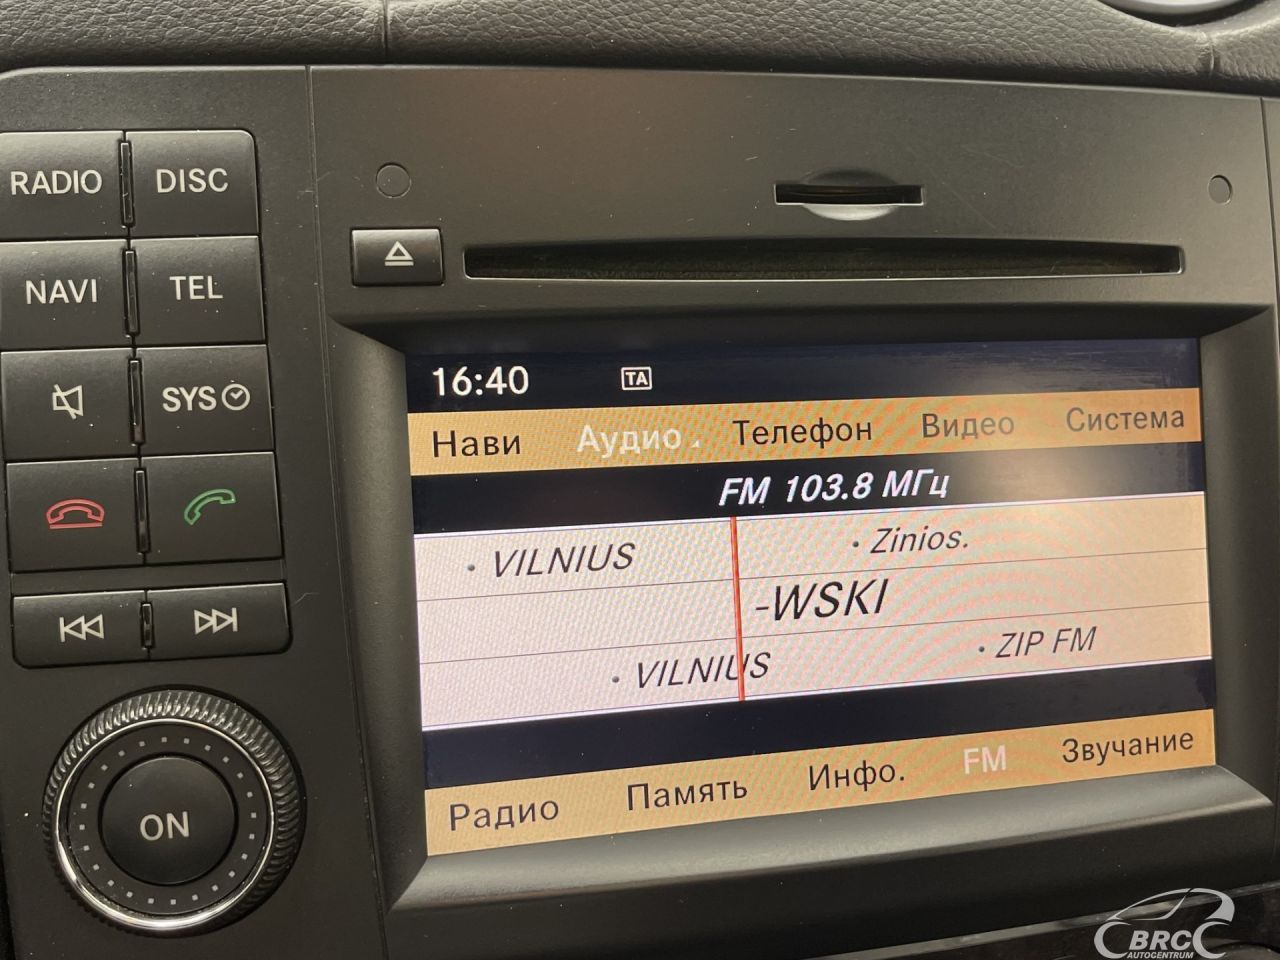 RADIO DISC
NAVI TEL
SYS
ON
16:40 TA
Нави Аудио Телефон Видео Система
FM 103.8 МГц
VILNIUS Zinios.
-WSKI
VILNIUS ZIP FM
Радио Память Инфо. FM Звучание
BRC
AUTOCENTRUM